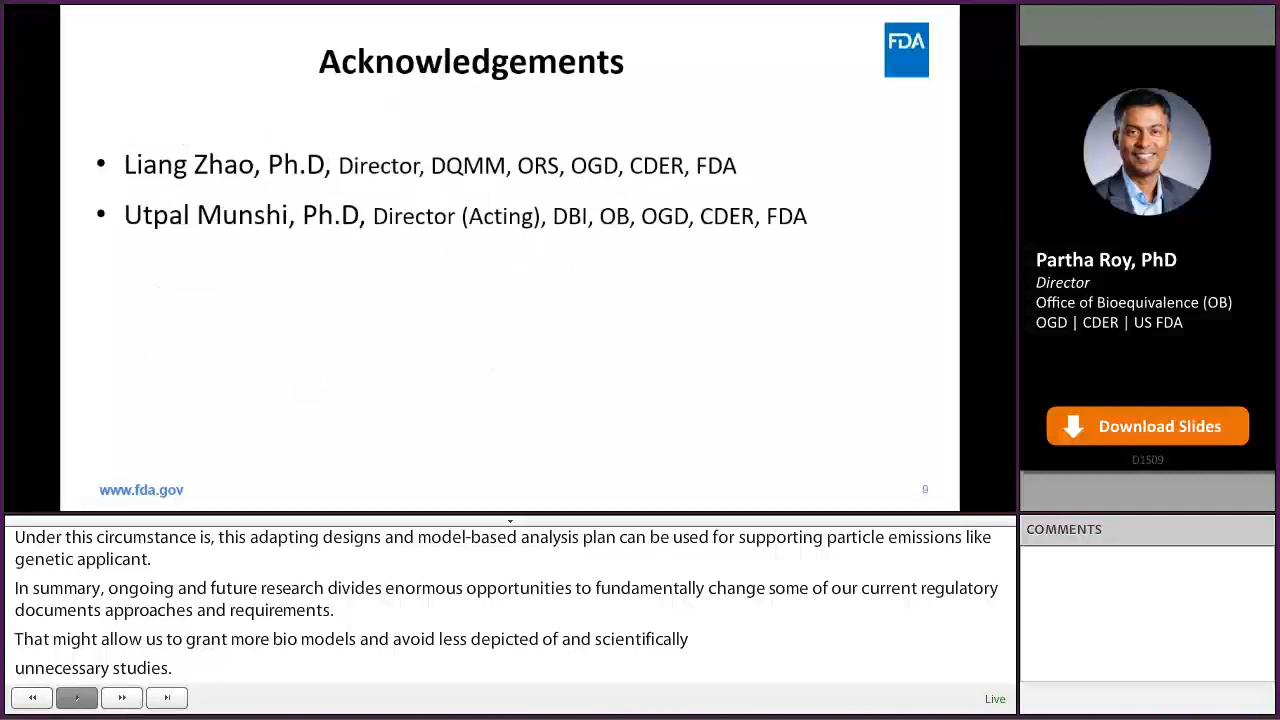 Acknowledgements
FDA
• Liang Zhao, Ph.D, Director, DQMM, ORS, OGD, CDER, FDA
• Utpal Munshi, Ph.D, Director (Acting), DBI, OB, OGD, CDER, FDA
www.fda.gov
9
Partha Roy, PhD
Director
Office of Bioequivalence (OB)
OGD | CDER | US FDA
Download Slides
D1S09
Under this circumstance is, this adapting designs and model-based analysis plan can be used for supporting particle emissions like
genetic applicant.
In summary, ongoing and future research divides enormous opportunities to fundamentally change some of our current regulatory
documents approaches and requirements.
That might allow us to grant more bio models and avoid less depicted of and scientifically
unnecessary studies.
Live
COMMENTS